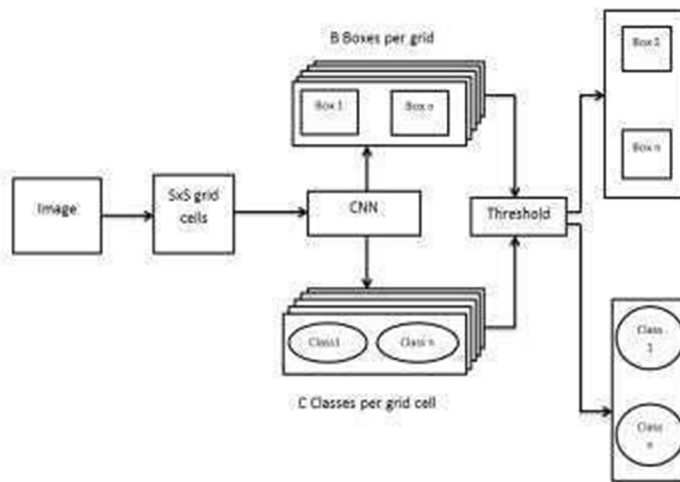 B Boxes per grid
Box 1
Box n
Image
SxS grid
cells
CNN
Threshold
Class1
Class n
C Classes per grid cell
Box
Box n
Class
1
Class
n